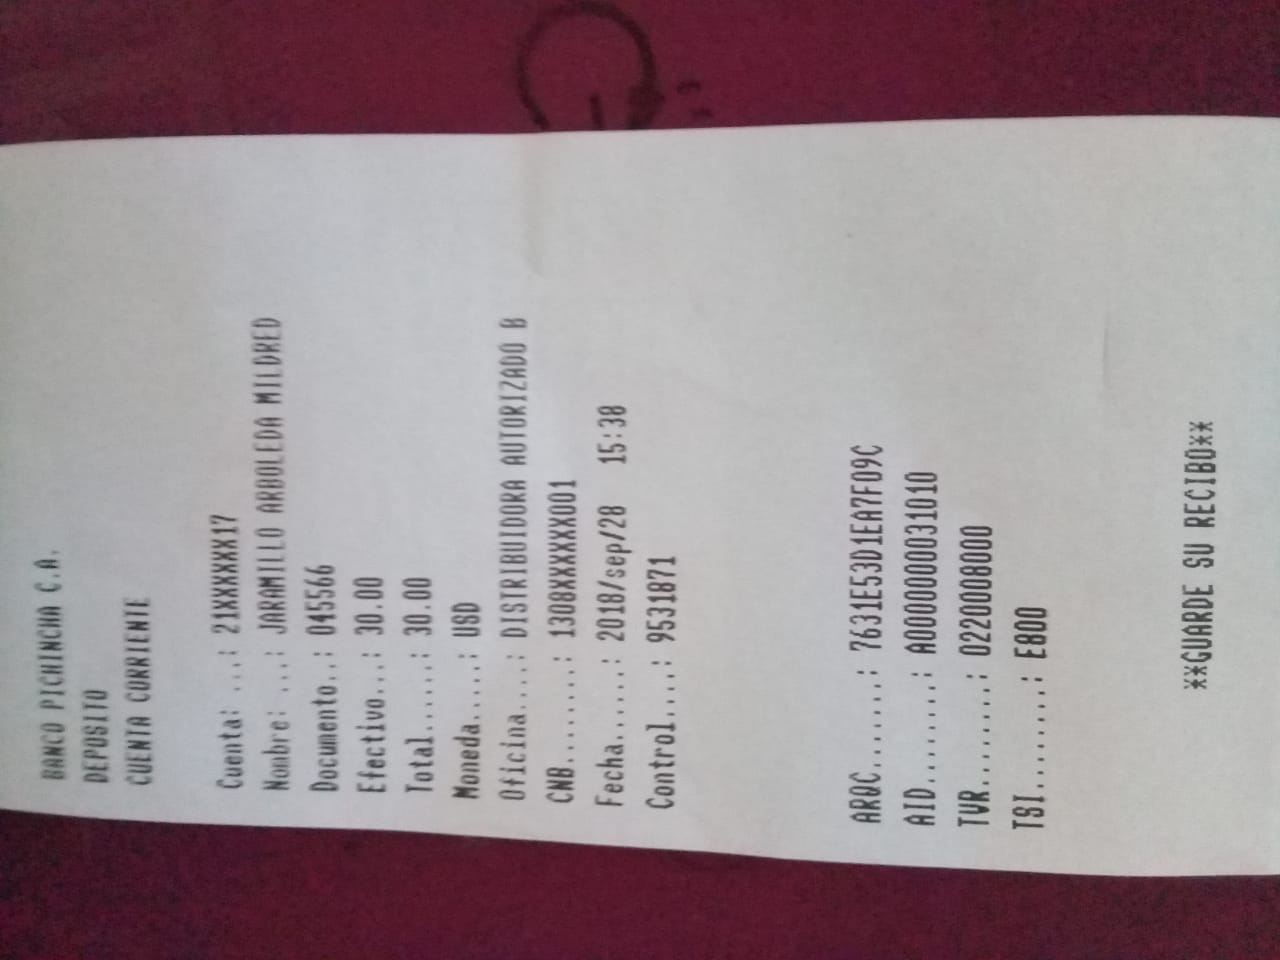 BANCO PICHINCHA C.A.
DEPOSITO
CUENTA CORRIENTE
Cuenta: ...: 21XXXXXX17
Nombre: ...: JARAMILLO ARBOLEDA MILDRED
Documento..: 045566
Efectivo...: 30.00
Total......: 30.00
Moneda.....: USD
Oficina....: DISTRIBUIDORA AUTORIZADO B
CNB........: 1308XXXXXX001
Fecha......: 2018/sep/28 15:38
Control....: 9531871
ARQC.......: 7631E53D1EA7F09C
AID........: A0000000031010
TVR........: 0220008000
TSI........: E800
**GUARDE SU RECIBO**